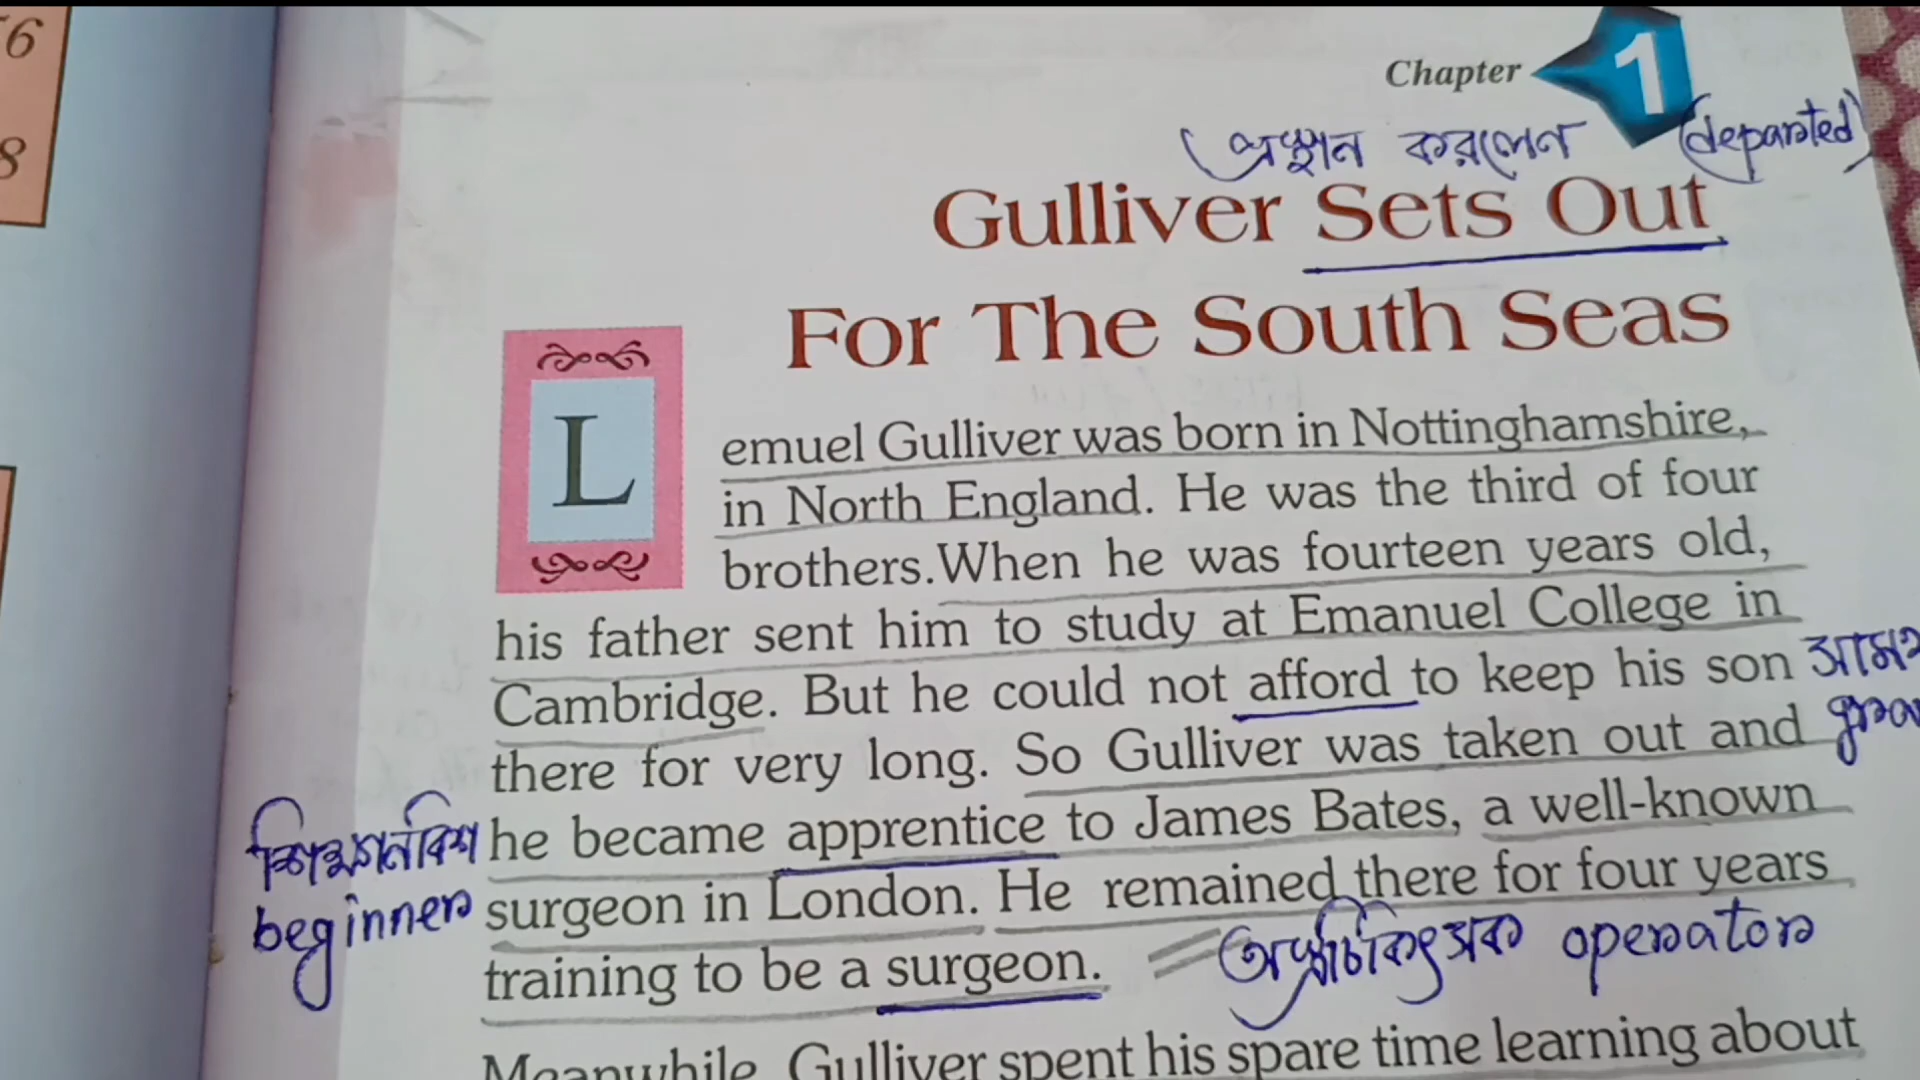 56
8
Chapter 1
(প্রস্থান করলেন (departed)
Gulliver Sets Out
For The South Seas
Lemuel Gulliver was born in Nottinghamshire,
in North England. He was the third of four
brothers.When he was fourteen years old,
his father sent him to study at Emanuel College in
Cambridge. But he could not afford to keep his son
there for very long. So Gulliver was taken out and
শিক্ষানবিশ he became apprentice to James Bates, a well-known
beginner surgeon in London. He remained there for four years
training to be a surgeon. অস্ত্রচিকিৎসক operator
Meanwhile, Gulliver spent his spare time learning about